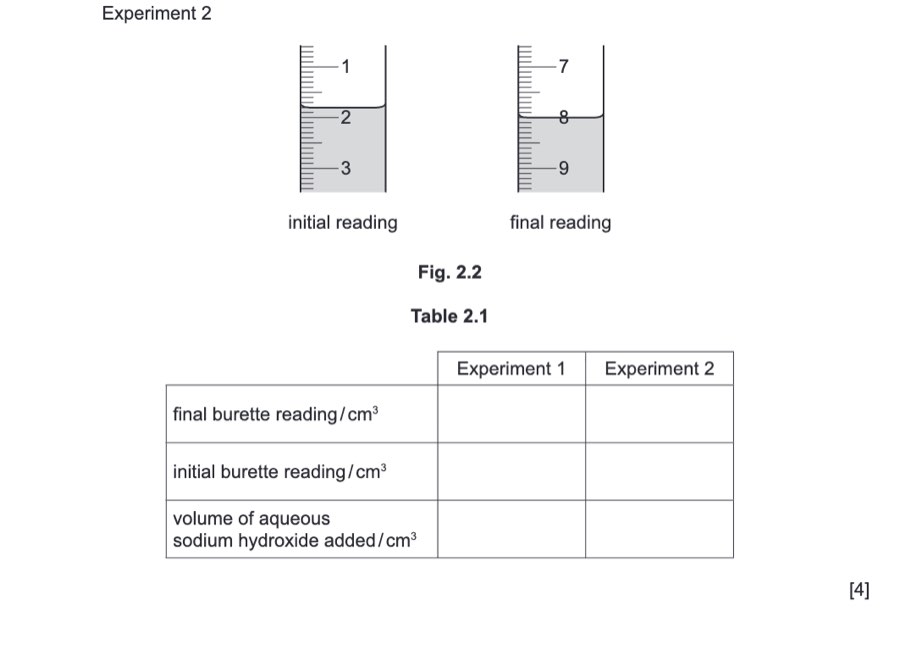 Experiment 2
1
2
3
7
8
9
initial reading
final reading
Fig. 2.2
Table 2.1
Experiment 1
Experiment 2
final burette reading/cm³
initial burette reading/cm³
volume of aqueous
sodium hydroxide added/cm³
[4]